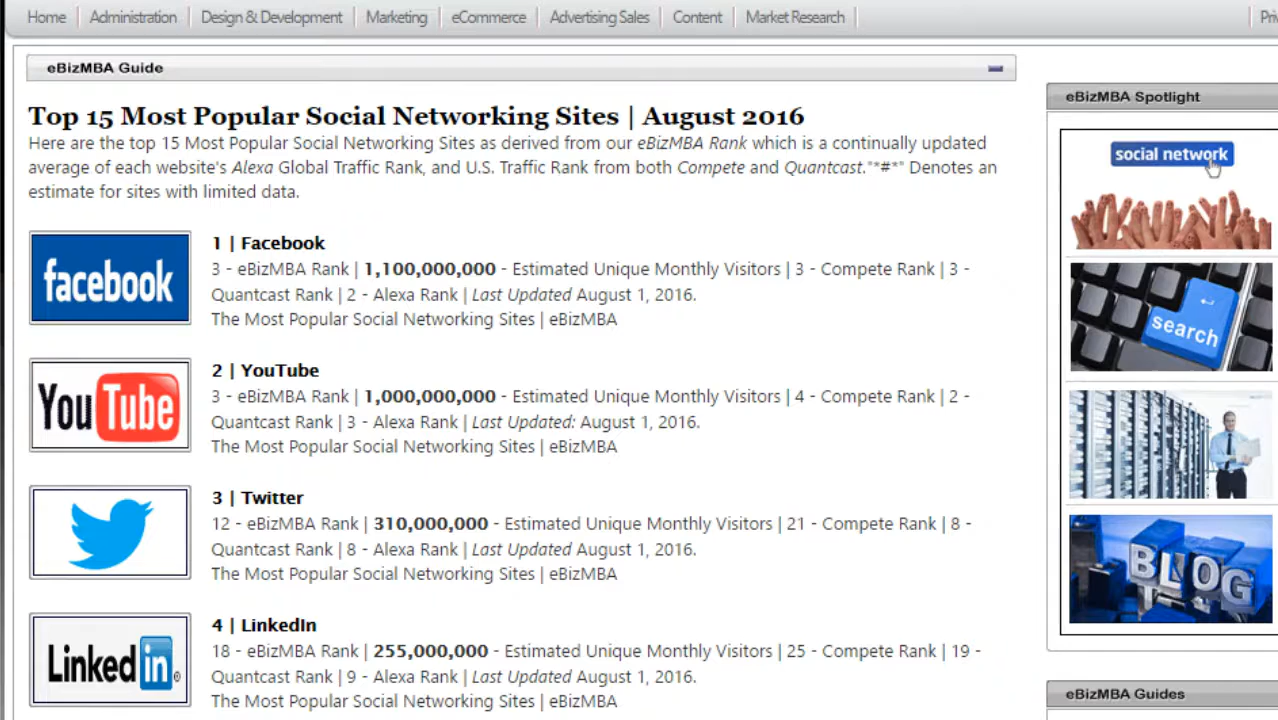 Home Administration Design & Development Marketing eCommerce Advertising Sales Content Market Research
eBizMBA Guide
Top 15 Most Popular Social Networking Sites | August 2016
Here are the top 15 Most Popular Social Networking Sites as derived from our eBizMBA Rank which is a continually updated
average of each website's Alexa Global Traffic Rank, and U.S. Traffic Rank from both Compete and Quantcast."*#*" Denotes an
estimate for sites with limited data.
facebook
1 | Facebook
3 - eBizMBA Rank | 1,100,000,000 - Estimated Unique Monthly Visitors | 3 - Compete Rank | 3 -
Quantcast Rank | 2 - Alexa Rank | Last Updated August 1, 2016.
The Most Popular Social Networking Sites | eBizMBA
YouTube
2 | YouTube
3 - eBizMBA Rank | 1,000,000,000 - Estimated Unique Monthly Visitors | 4 - Compete Rank | 2 -
Quantcast Rank | 3 - Alexa Rank | Last Updated: August 1, 2016.
The Most Popular Social Networking Sites | eBizMBA
3 | Twitter
12 - eBizMBA Rank | 310,000,000 - Estimated Unique Monthly Visitors | 21 - Compete Rank | 8 -
Quantcast Rank | 8 - Alexa Rank | Last Updated August 1, 2016.
The Most Popular Social Networking Sites | eBizMBA
Linked in ®
4 | LinkedIn
18 - eBizMBA Rank | 255,000,000 - Estimated Unique Monthly Visitors | 25 - Compete Rank | 19 -
Quantcast Rank | 9 - Alexa Rank | Last Updated August 1, 2016.
The Most Popular Social Networking Sites | eBizMBA
eBizMBA Spotlight
social network
search
BLOG
eBizMBA Guides